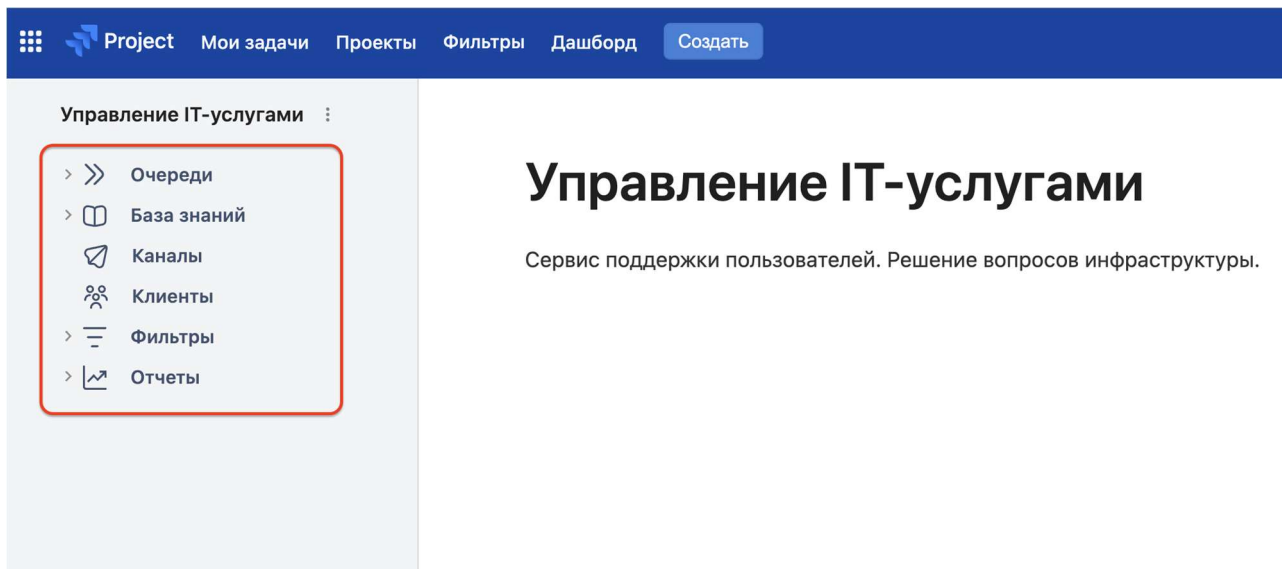 Project Мои задачи Проекты Фильтры Дашборд Создать
Управление IT-услугами
Очереди
База знаний
Каналы
Клиенты
Фильтры
Отчеты
Управление IT-услугами
Сервис поддержки пользователей. Решение вопросов инфраструктуры.